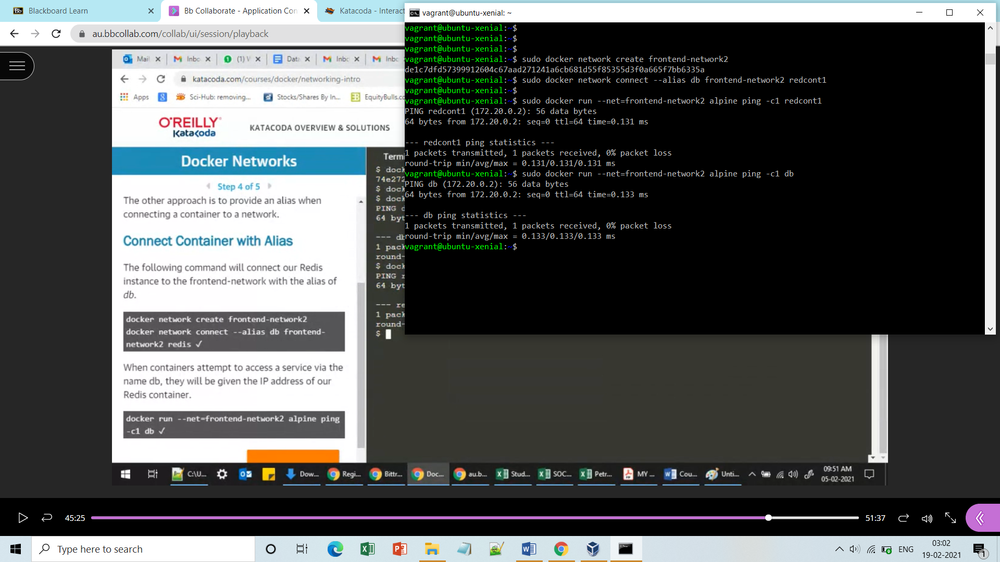 Blackboard Learn
Bb Collaborate - Application Con
Katacoda - Interact
au.bbcollab.com/collab/ui/session/playback
Mail
Inbc
(1) V
Data
Inbc
Inbc
katacoda.com/courses/docker/networking-intro
Apps
Sci-Hub: removing...
Stocks/Shares By In...
EquityBulls.cc
O'REILLY
Katacoda
KATACODA OVERVIEW & SOLUTIONS
Docker Networks
Step 4 of 5
The other approach is to provide an alias when
connecting a container to a network.
Connect Container with Alias
The following command will connect our Redis
instance to the frontend-network with the alias of
db.
docker network create frontend-network2
docker network connect --alias db frontend-
network2 redis ✓
When containers attempt to access a service via the
name db, they will be given the IP address of our
Redis container.
docker run --net=frontend-network2 alpine ping
-c1 db ✓
Termi
$ dock
74e272
$ dock
$ dock
PING d
64 byt
--- db
1 pack
round-
$ dock
PING r
64 byt
--- re
1 pack
round-
$
vagrant@ubuntu-xenial: ~
vagrant@ubuntu-xenial:~$
vagrant@ubuntu-xenial:~$
vagrant@ubuntu-xenial:~$
vagrant@ubuntu-xenial:~$ sudo docker network create frontend-network2
de1c7dfd57399912604c67aad271241a6cb681d55f85355d3f0a665f7bb6335a
vagrant@ubuntu-xenial:~$ sudo docker network connect --alias db frontend-network2 redcont1
vagrant@ubuntu-xenial:~$
vagrant@ubuntu-xenial:~$ sudo docker run --net=frontend-network2 alpine ping -c1 redcont1
PING redcont1 (172.20.0.2): 56 data bytes
64 bytes from 172.20.0.2: seq=0 ttl=64 time=0.131 ms
--- redcont1 ping statistics ---
1 packets transmitted, 1 packets received, 0% packet loss
round-trip min/avg/max = 0.131/0.131/0.131 ms
vagrant@ubuntu-xenial:~$ sudo docker run --net=frontend-network2 alpine ping -c1 db
PING db (172.20.0.2): 56 data bytes
64 bytes from 172.20.0.2: seq=0 ttl=64 time=0.133 ms
--- db ping statistics ---
1 packets transmitted, 1 packets received, 0% packet loss
round-trip min/avg/max = 0.133/0.133/0.133 ms
vagrant@ubuntu-xenial:~$
C:\U...
Dow...
Regi...
Bittr...
Doc...
au.b...
Stud...
SOC...
Petr...
MY ...
Cou...
Unti...
09:51 AM
05-02-2021
45:25
51:37
Type here to search
ENG
03:02
19-02-2021
1